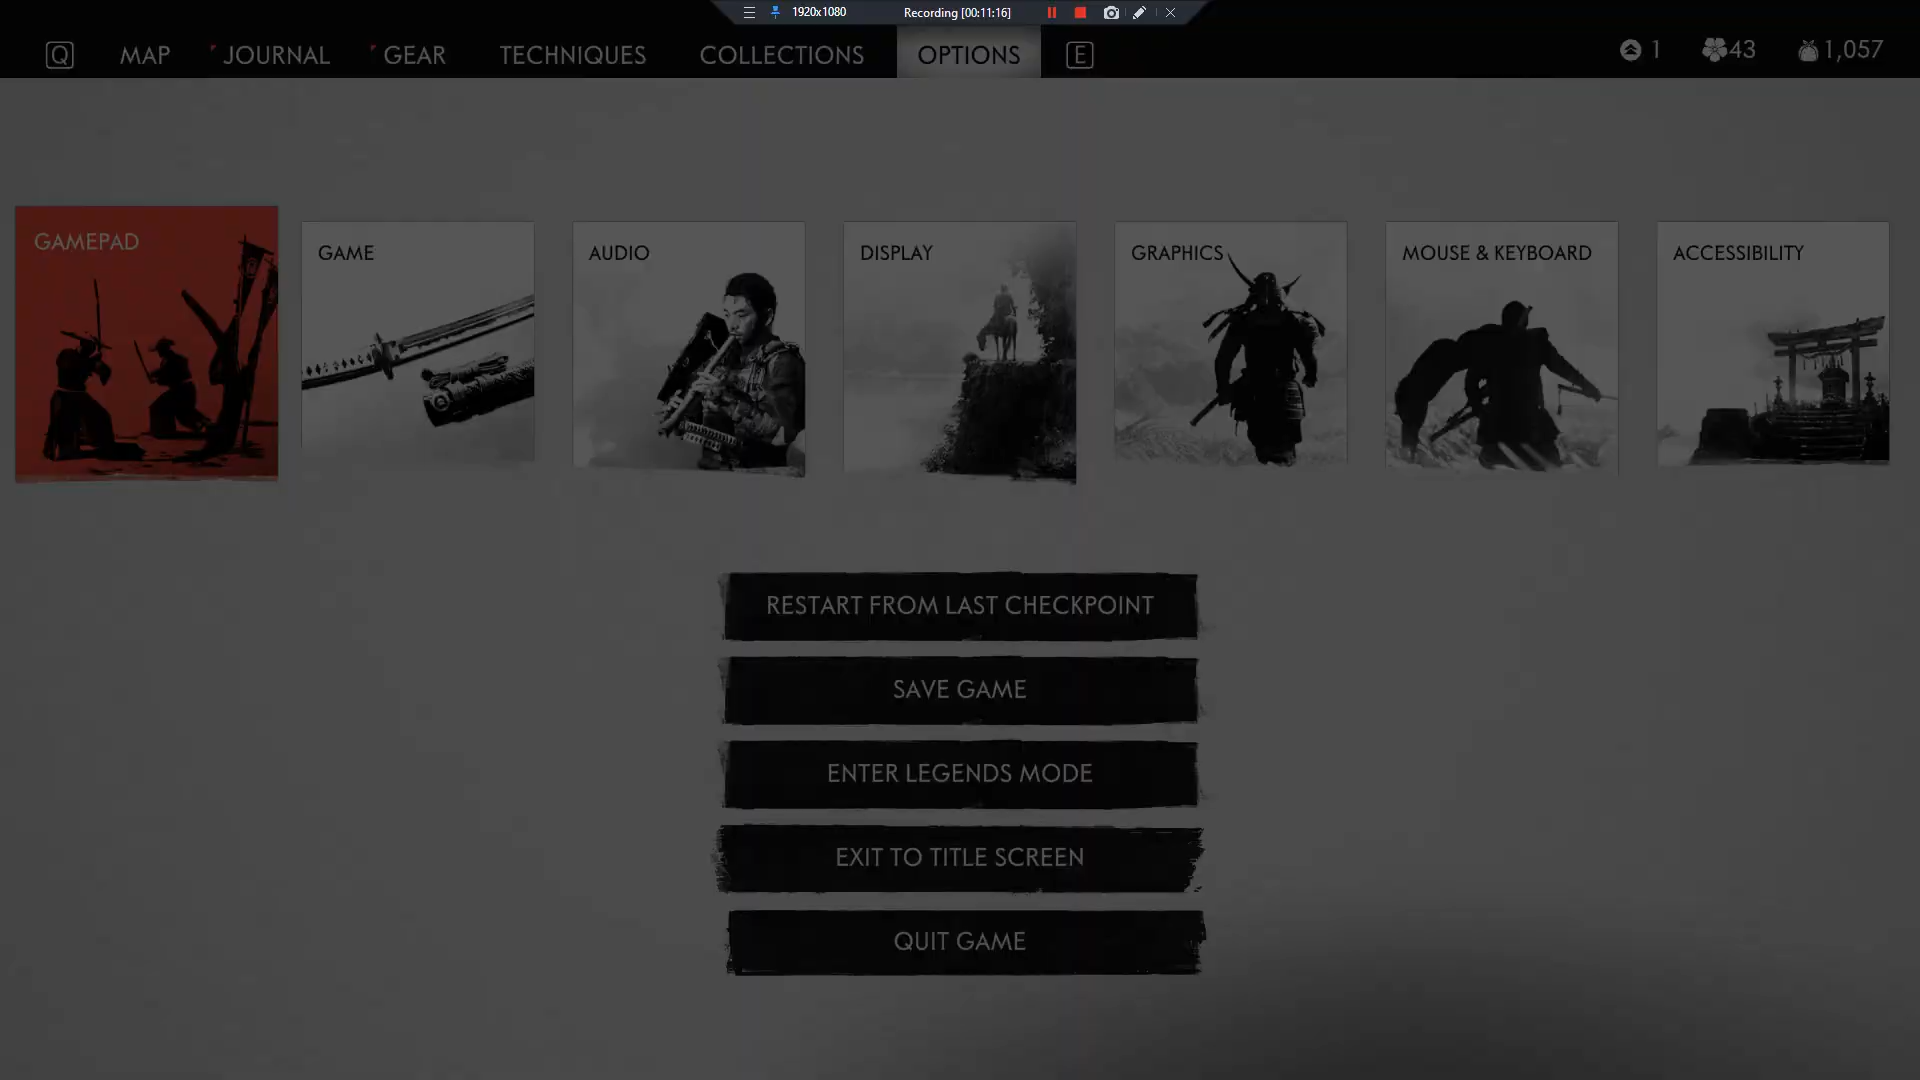 1920x1080 Recording [00:11:16]
Q MAP JOURNAL GEAR TECHNIQUES COLLECTIONS OPTIONS E 1 43 1,057
GAMEPAD
GAME
AUDIO
DISPLAY
GRAPHICS
MOUSE & KEYBOARD
ACCESSIBILITY
RESTART FROM LAST CHECKPOINT
SAVE GAME
ENTER LEGENDS MODE
EXIT TO TITLE SCREEN
QUIT GAME